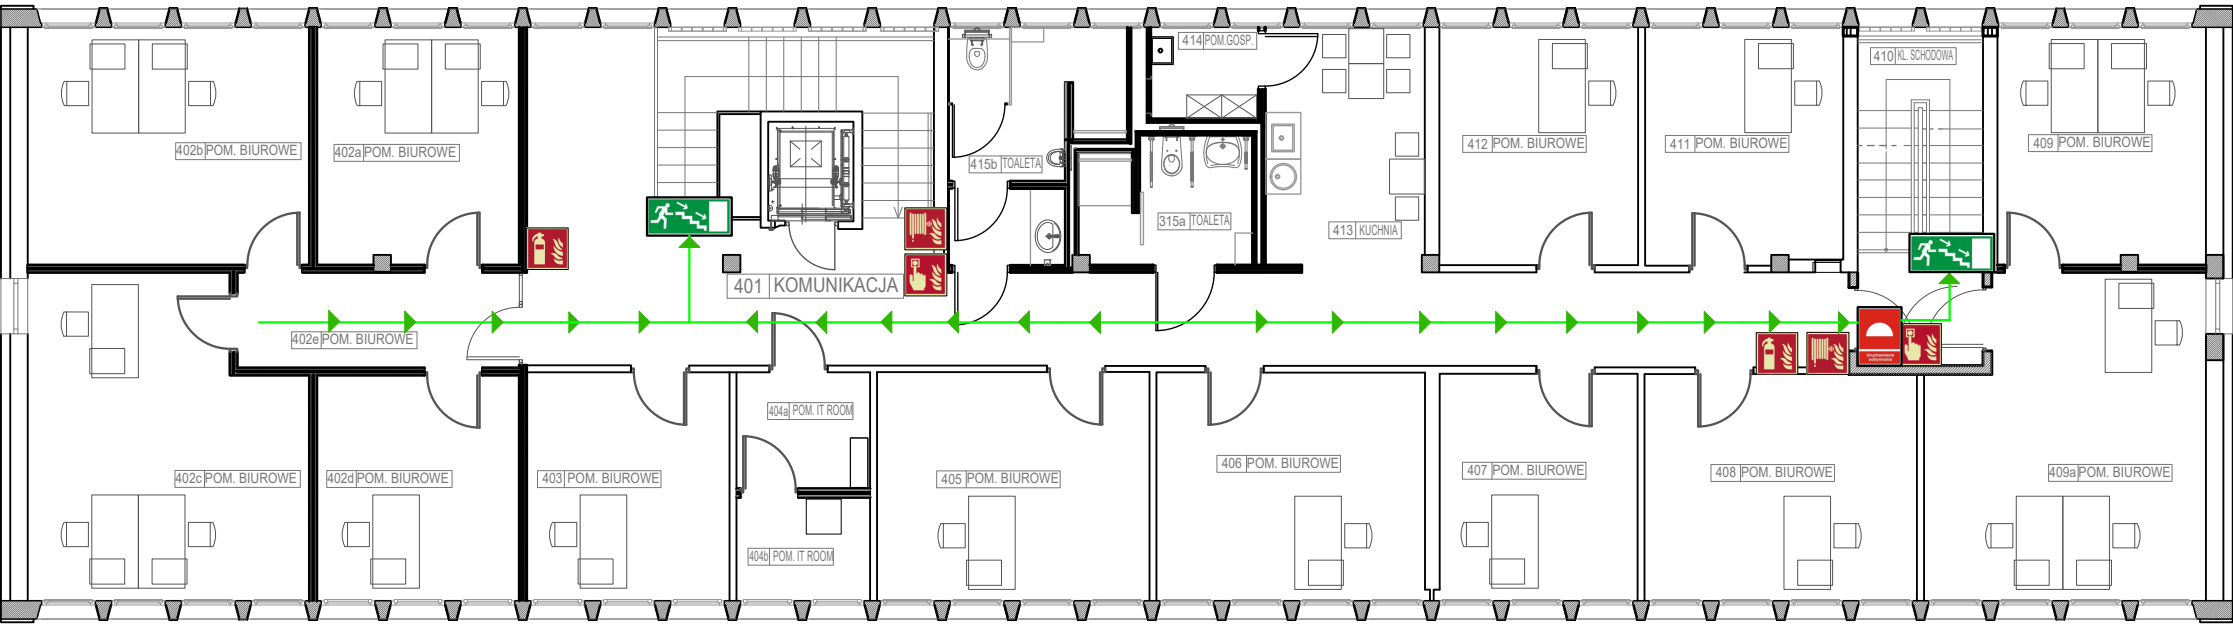 414 POM.GOSP.
410 KL. SCHODOWA
402b POM. BIUROWE
402a POM. BIUROWE
415b TOALETA
412 POM. BIUROWE
411 POM. BIUROWE
409 POM. BIUROWE
315a TOALETA
413 KUCHNIA
401 KOMUNIKACJA
402e POM. BIUROWE
Uruchamianie
oddymiania
404a POM. IT ROOM
402c POM. BIUROWE
402d POM. BIUROWE
403 POM. BIUROWE
405 POM. BIUROWE
406 POM. BIUROWE
407 POM. BIUROWE
408 POM. BIUROWE
409a POM. BIUROWE
404b POM. IT ROOM